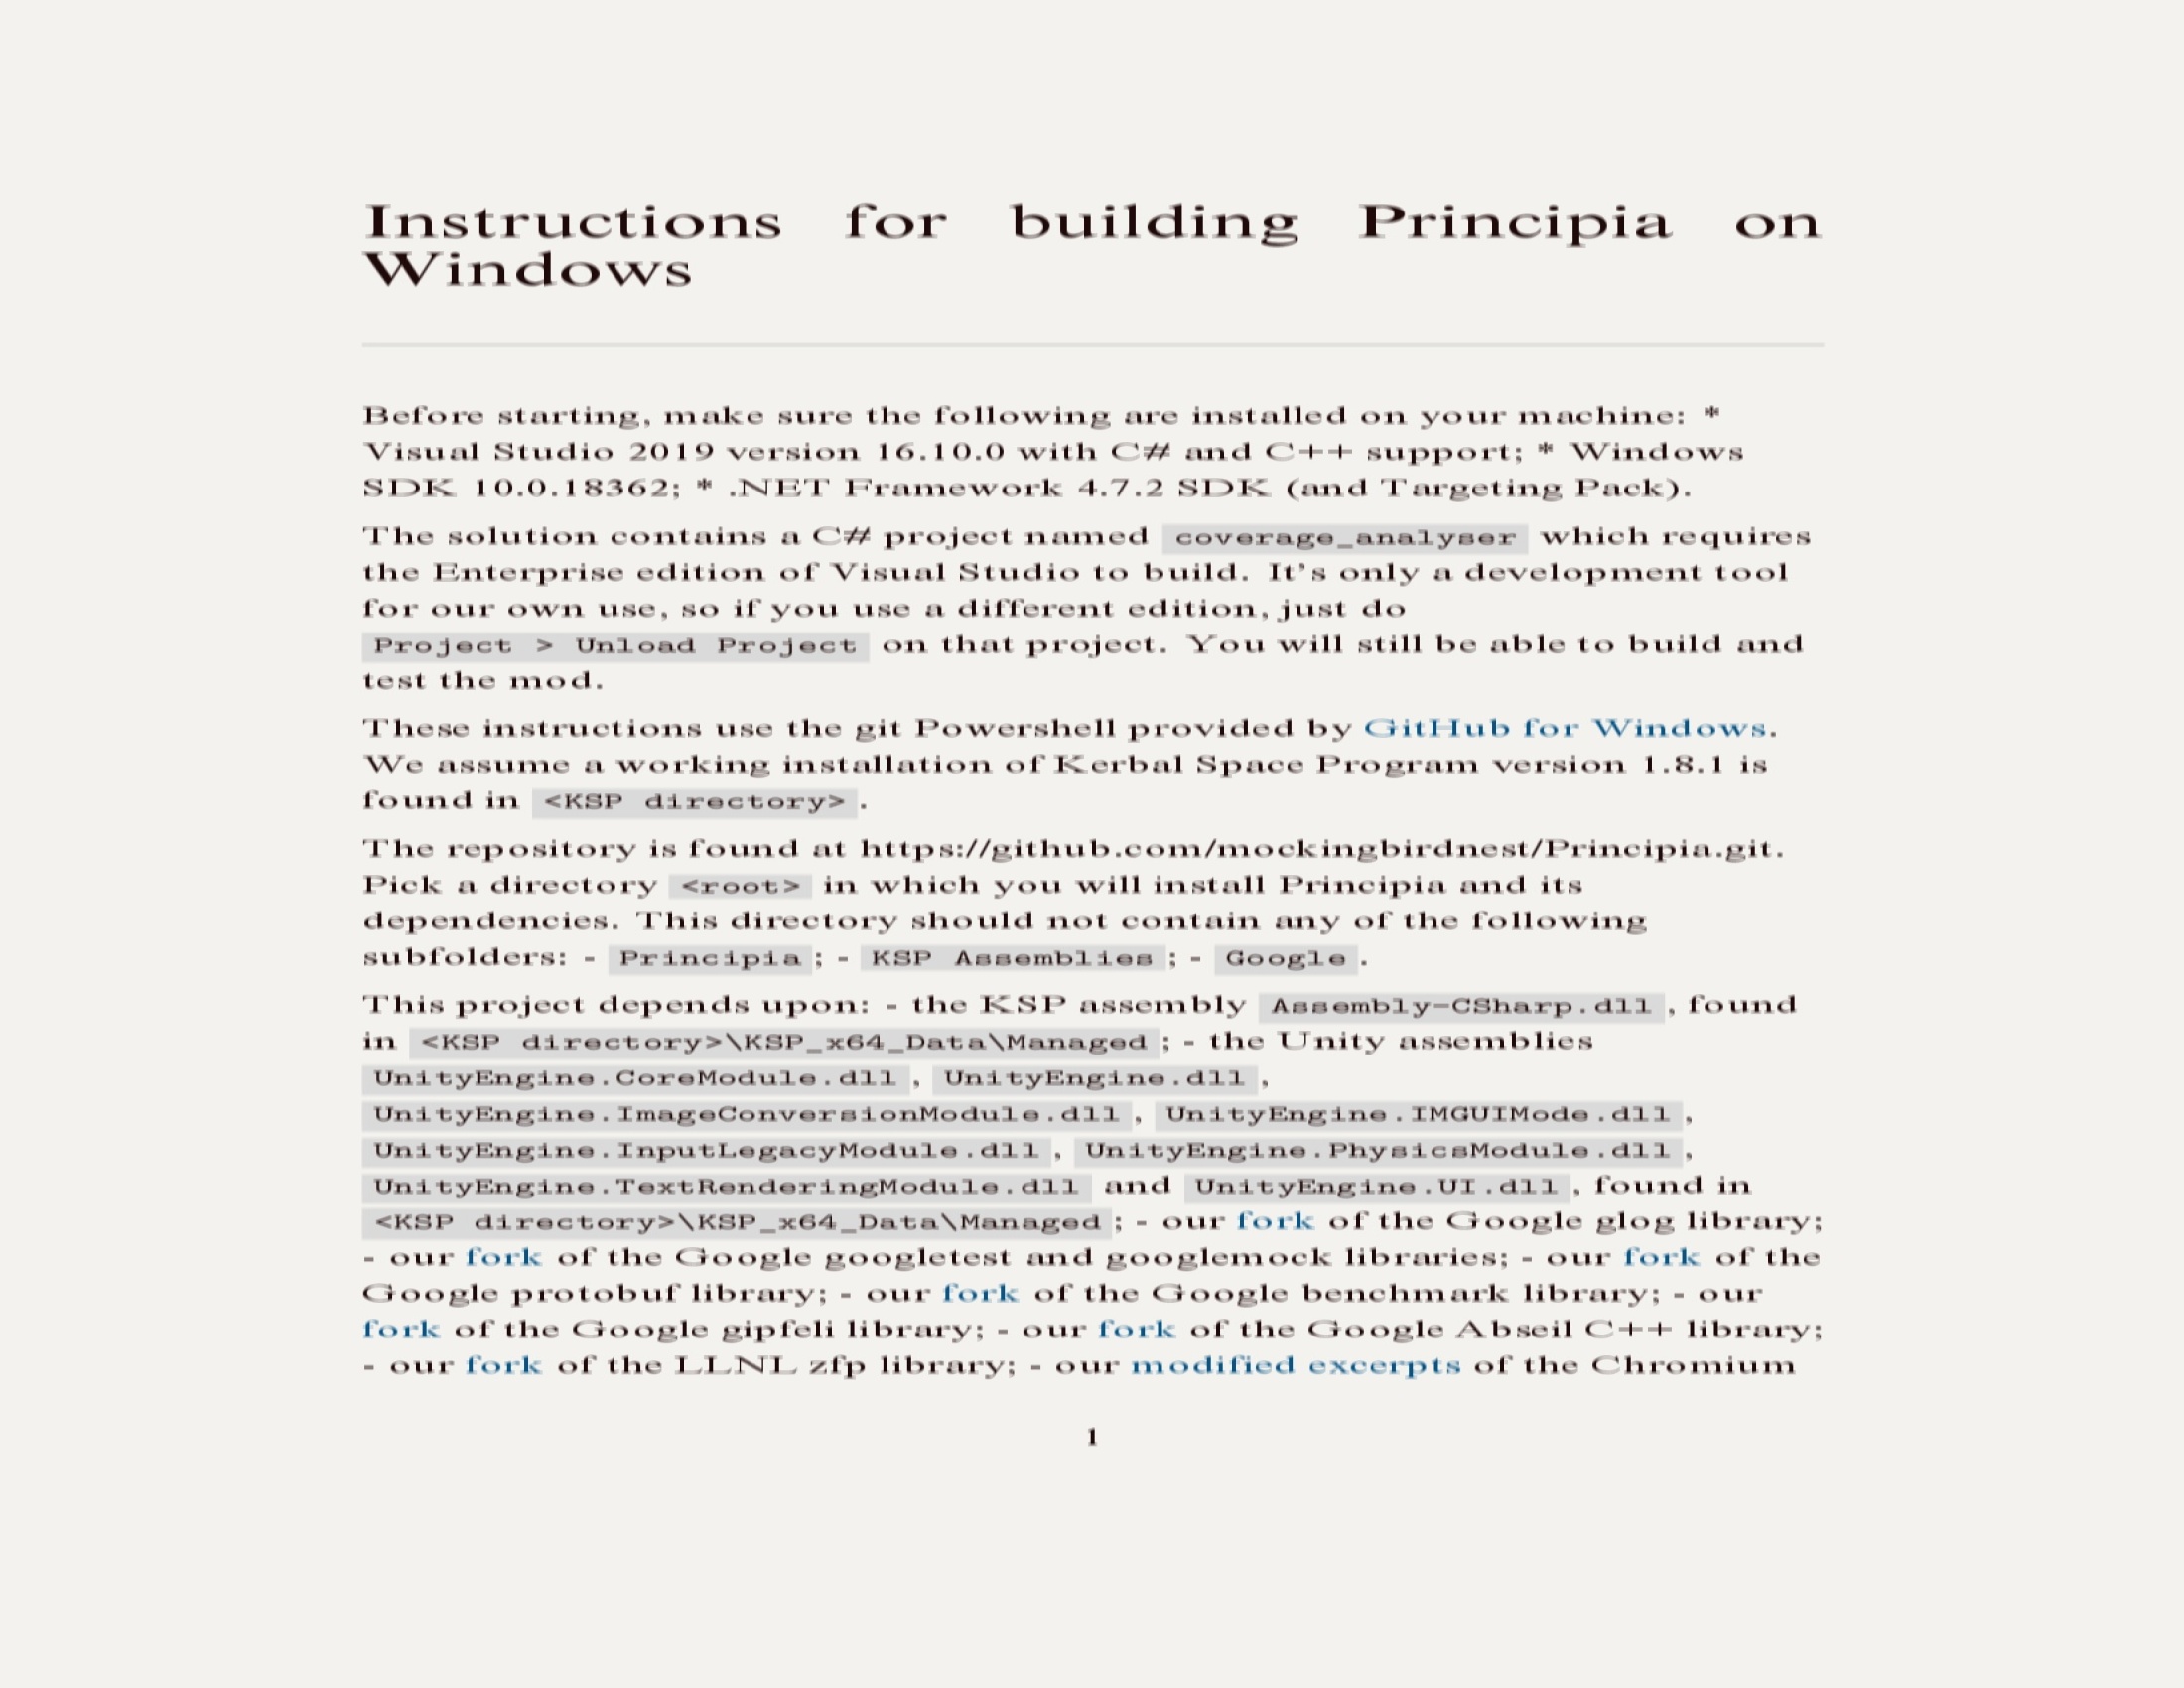 Instructions for building Principia on
Windows
Before starting, make sure the following are installed on your machine: *
Visual Studio 2019 version 16.10.0 with C# and C++ support; * Windows
SDK 10.0.18362; * .NET Framework 4.7.2 SDK (and Targeting Pack).
The solution contains a C# project named coverage_analyser which requires
the Enterprise edition of Visual Studio to build. It’s only a development tool
for our own use, so if you use a different edition, just do
Project > Unload Project on that project. You will still be able to build and
test the mod.
These instructions use the git Powershell provided by GitHub for Windows.
We assume a working installation of Kerbal Space Program version 1.8.1 is
found in <KSP directory> .
The repository is found at https://github.com/mockingbirdnest/Principia.git.
Pick a directory <root> in which you will install Principia and its
dependencies. This directory should not contain any of the following
subfolders: - Principia ; - KSP Assemblies ; - Google .
This project depends upon: - the KSP assembly Assembly-CSharp.dll , found
in <KSP directory>\KSP_x64_Data\Managed ; - the Unity assemblies
UnityEngine.CoreModule.dll , UnityEngine.dll ,
UnityEngine.ImageConversionModule.dll , UnityEngine.IMGUIMode.dll ,
UnityEngine.InputLegacyModule.dll , UnityEngine.PhysicsModule.dll ,
UnityEngine.TextRenderingModule.dll and UnityEngine.UI.dll , found in
<KSP directory>\KSP_x64_Data\Managed ; - our fork of the Google glog library;
- our fork of the Google googletest and googlemock libraries; - our fork of the
Google protobuf library; - our fork of the Google benchmark library; - our
fork of the Google gipfeli library; - our fork of the Google Abseil C++ library;
- our fork of the LLNL zfp library; - our modified excerpts of the Chromium
1